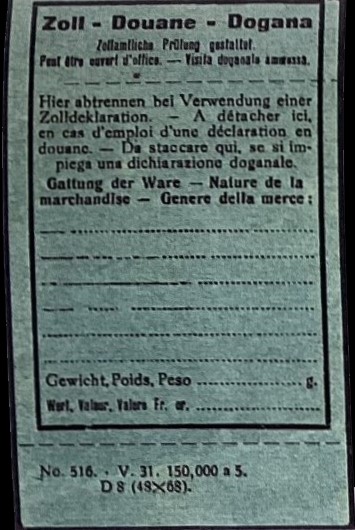 Zoll - Douane - Dogana
Zollamtliche Prüfung gestattet.
Peut être ouvert d'office. — Visita doganale ammessa.
Hier abtrennen bei Verwendung einer
Zolldeklaration. — A détacher ici,
en cas d'emploi d'une déclaration en
douane. — Da staccare qui, se si im-
piega una dichiarazione doganale.
Gattung der Ware — Nature de la
marchandise — Genere della merce:
Gewicht, Poids, Peso .................... g.
Wert, Valeur, Valore Fr. cr. ....................
No. 516. - V. 31. 150,000 a 5.
D 8 (48×68).